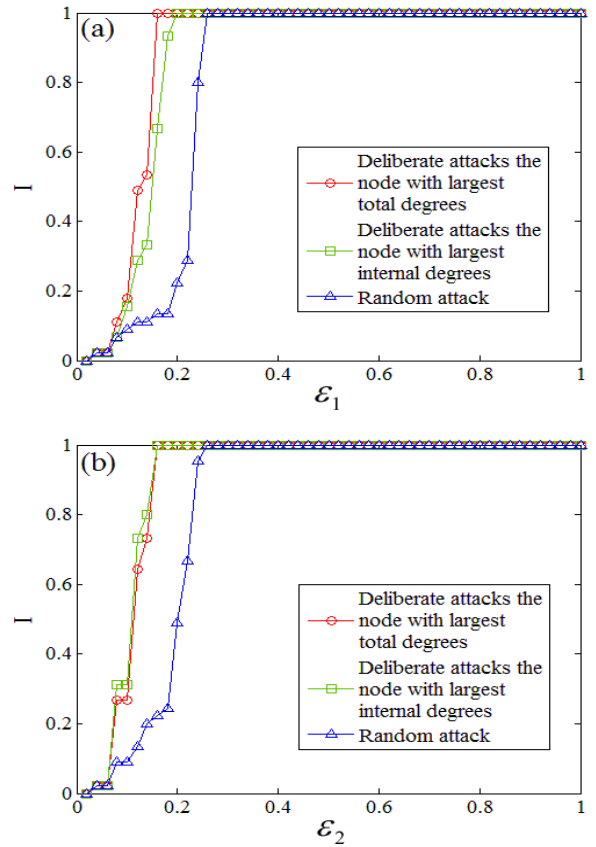 (a)
1
0.8
0.6
0.4
0.2
0
I
Deliberate attacks the
node with largest
total degrees
Deliberate attacks the
node with largest
internal degrees
Random attack
0 0.2 0.4 0.6 0.8 1
ε1
(b)
1
0.8
0.6
0.4
0.2
0
I
Deliberate attacks the
node with largest
total degrees
Deliberate attacks the
node with largest
internal degrees
Random attack
0 0.2 0.4 0.6 0.8 1
ε2